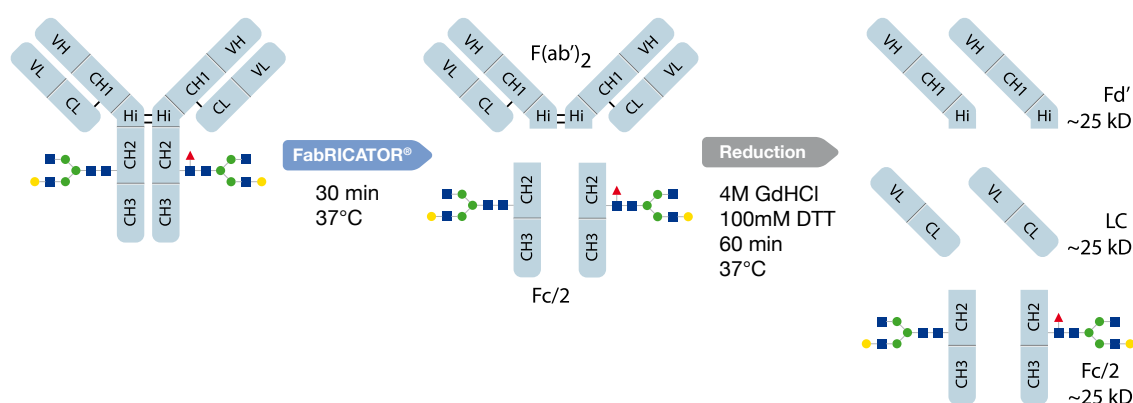 VH
VL
CH1
CL
Hi
Hi
CH1
VH
CL
VL
CH2
CH2
CH3
CH3
FabRICATOR®
30 min
37°C
F(ab')2
VH
VL
CH1
CL
Hi
Hi
CH1
VH
CL
VL
CH2
CH2
CH3
CH3
Fc/2
Reduction
4M GdHCl
100mM DTT
60 min
37°C
VH
CH1
Hi
VH
CH1
Hi
Fd'
~25 kD
VL
CL
VL
CL
LC
~25 kD
CH2
CH3
CH2
CH3
Fc/2
~25 kD